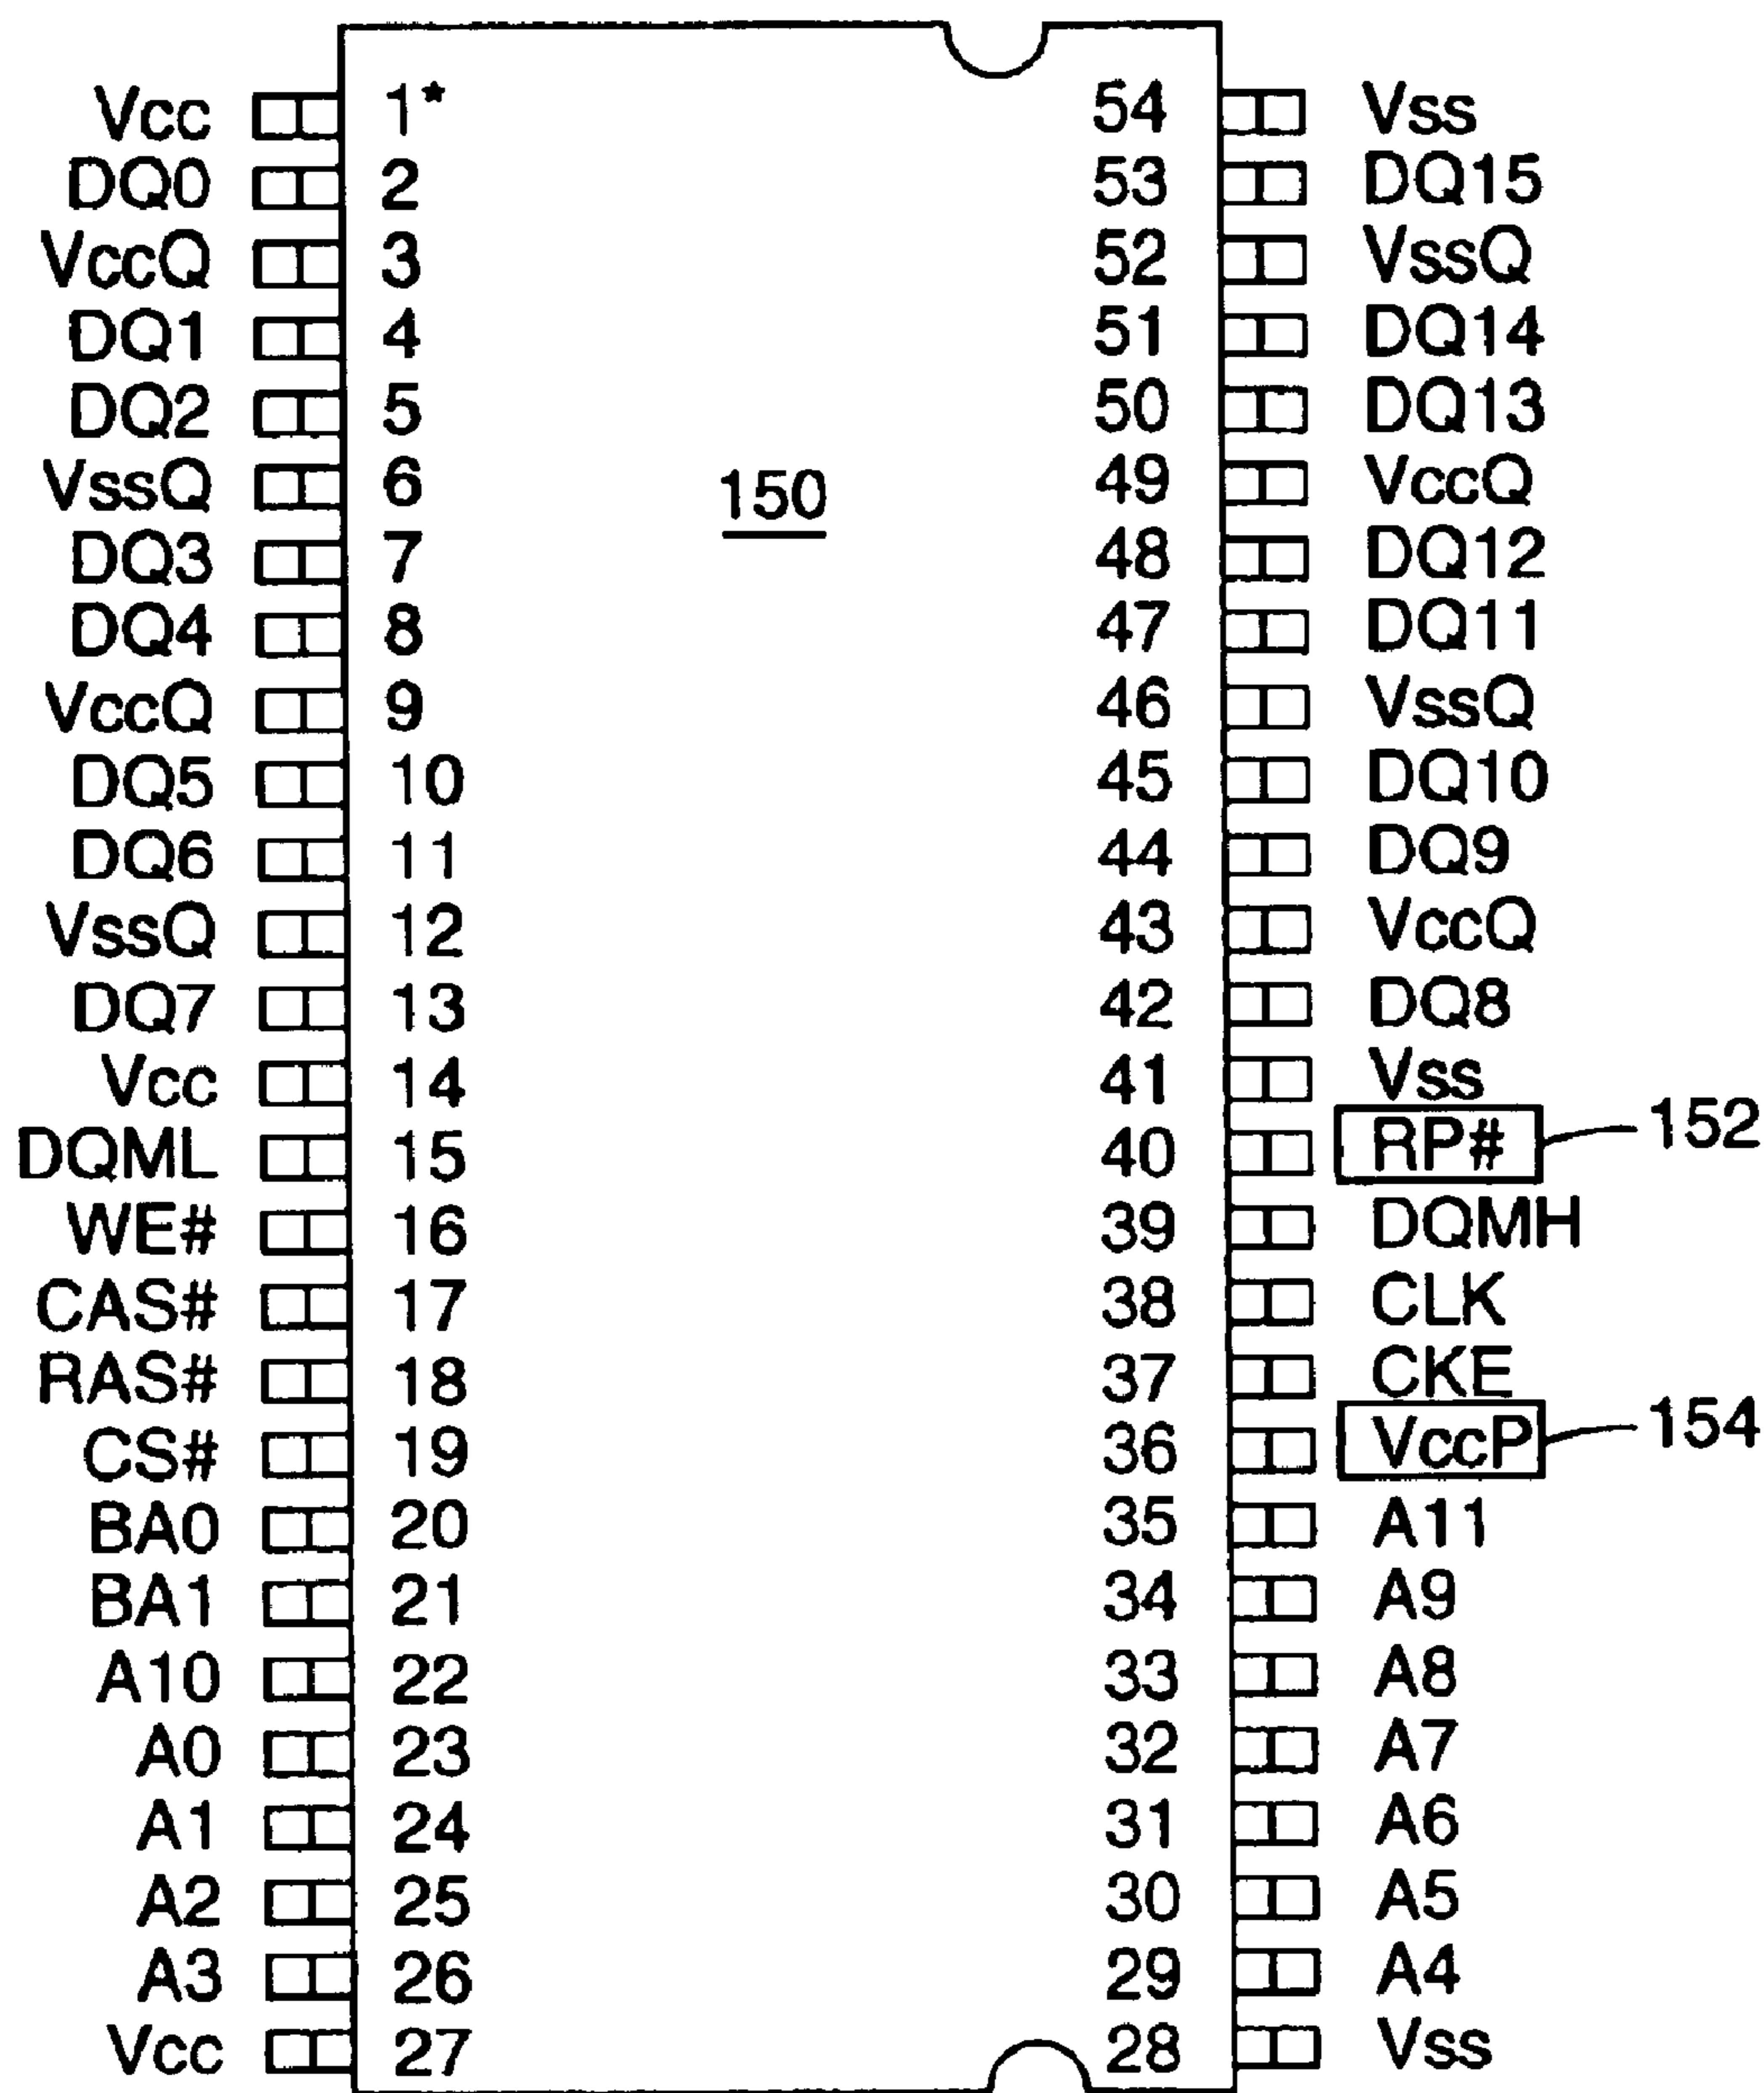 Vcc 1* 54 Vss
DQ0 2 53 DQ15
VccQ 3 52 VssQ
DQ1 4 51 DQ14
DQ2 5 50 DQ13
VssQ 6 150 49 VccQ
DQ3 7 48 DQ12
DQ4 8 47 DQ11
VccQ 9 46 VssQ
DQ5 10 45 DQ10
DQ6 11 44 DQ9
VssQ 12 43 VccQ
DQ7 13 42 DQ8
Vcc 14 41 Vss
DQML 15 40 RP# 152
WE# 16 39 DQMH
CAS# 17 38 CLK
RAS# 18 37 CKE
CS# 19 36 VccP 154
BA0 20 35 A11
BA1 21 34 A9
A10 22 33 A8
A0 23 32 A7
A1 24 31 A6
A2 25 30 A5
A3 26 29 A4
Vcc 27 28 Vss